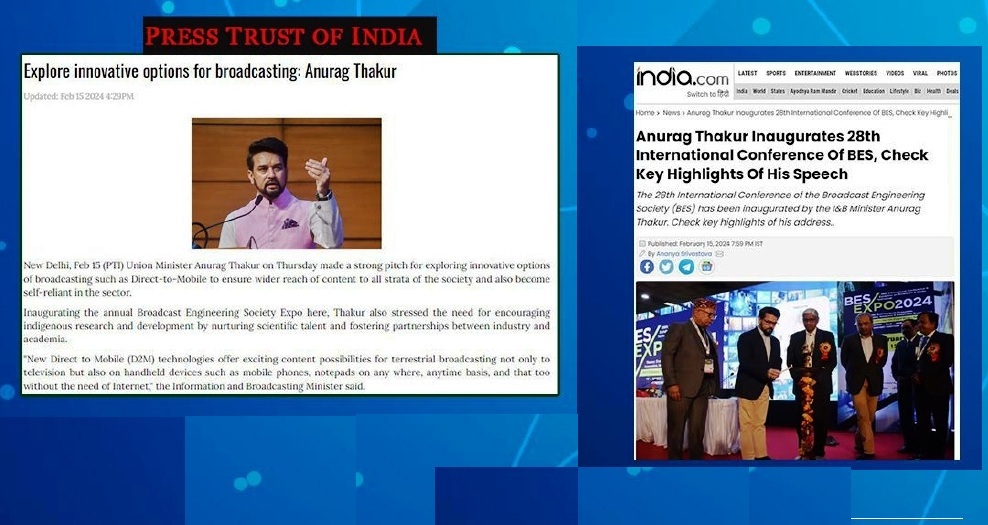 PRESS TRUST OF INDIA
Explore innovative options for broadcasting: Anurag Thakur
Updated: Feb 15 2024 4:29PM
New Delhi, Feb 15 (PTI) Union Minister Anurag Thakur on Thursday made a strong pitch for exploring innovative options
of broadcasting such as Direct-to-Mobile to ensure wider reach of content to all strata of the society and also become
self-reliant in the sector.
Inaugurating the annual Broadcast Engineering Society Expo here, Thakur also stressed the need for encouraging
indigenous research and development by nurturing scientific talent and fostering partnerships between industry and
academia.
"New Direct to Mobile (D2M) technologies offer exciting content possibilities for terrestrial broadcasting not only to
television but also on handheld devices such as mobile phones, notepads on any where, anytime basis, and that too
without the need of Internet," the Information and Broadcasting Minister said.
india.com
LATEST SPORTS ENTERTAINMENT WEBSTORIES VIDEOS VIRAL PHOTOS
Switch to हिंदी
India World States Ayodhya Ram Mandir Cricket Education Lifestyle Biz Health Deals
Home > News > Anurag Thakur Inaugurates 28th International Conference Of BES, Check Key Highli...
Anurag Thakur Inaugurates 28th
International Conference Of BES, Check
Key Highlights Of His Speech
The 28th International Conference of the Broadcast Engineering
Society (BES) has been inaugurated by the I&B Minister Anurag
Thakur. Check key highlights of his address..
Published: February 15, 2024 7:59 PM IST
By Ananya Srivastava
BES/
EXP
BES/
EXPO2024